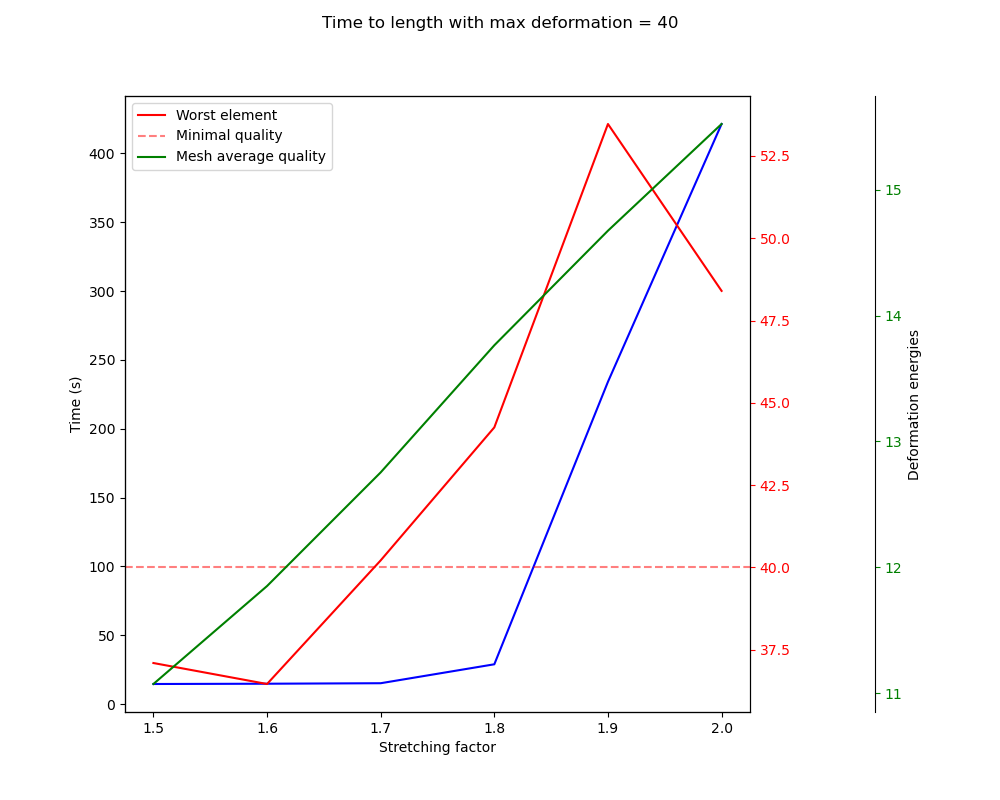 Time to length with max deformation = 40
Worst element
Minimal quality
Mesh average quality
Time (s)
400
350
300
250
200
150
100
50
0
1.5 1.6 1.7 1.8 1.9 2.0
Stretching factor
52.5
50.0
47.5
45.0
42.5
40.0
37.5
15
14
13
12
11
Deformation energies